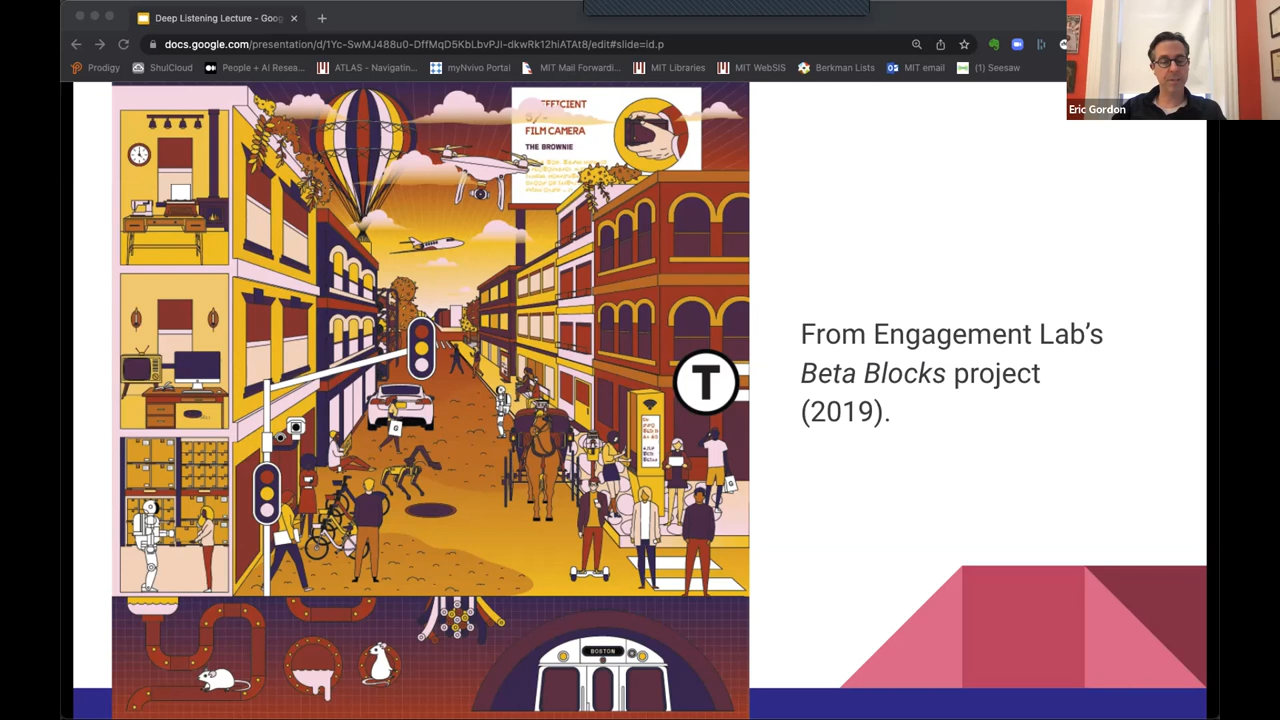 Deep Listening Lecture - Goog
docs.google.com/presentation/d/1Yc-SwMJ488u0-DffMqD5KbLbvPJI-dkwRk12hiATAt8/edit#slide=id.p
Prodigy
ShulCloud
People + AI Resea...
ATLAS - Navigatin...
myNvivo Portal
MIT Mail Forwardi...
MIT Libraries
MIT WebSIS
Berkman Lists
MIT email
(1) Seesaw
Eric Gordon
EFFICIENT
FILM CAMERA
THE BROWNIE
T
G
G
BOSTON
From Engagement Lab’s
Beta Blocks project
(2019).